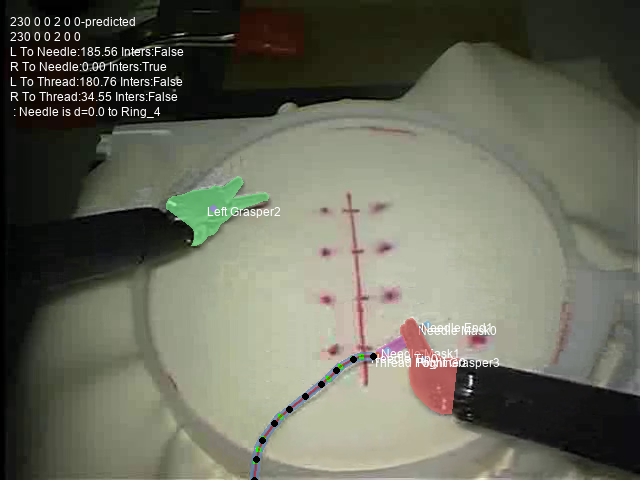 230 0 0 2 0 0-predicted
230 0 0 2 0 0
L To Needle:185.56 Inters:False
R To Needle:0.00 Inters:True
L To Thread:180.76 Inters:False
R To Thread:34.55 Inters:False
: Needle is d=0.0 to Ring_4
Left Grasper2
Needle End1
Needle Mask0
Thread